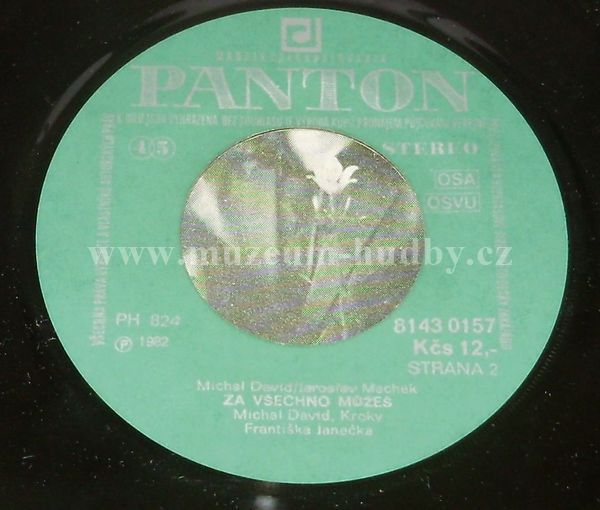 PANTON
45
STEREO
OSA
OSVU
www.muzeum-hudby.cz
PH 824
℗ 1982
8143 0157
Kčs 12,-
STRANA 2
Michal David/Jaroslav Machek
ZA VŠECHNO MŮŽEŠ
Michal David, Kroky
Františka Janečka